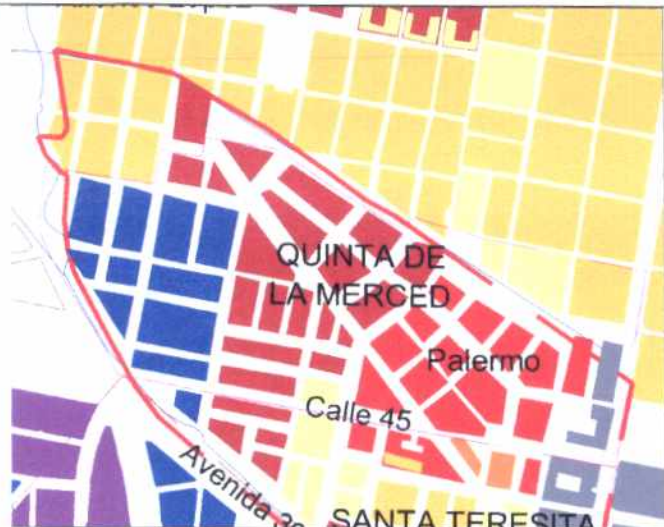 QUINTA DE
LA MERCED
Palermo
Calle 45
Avenida
SANTA TERESITA